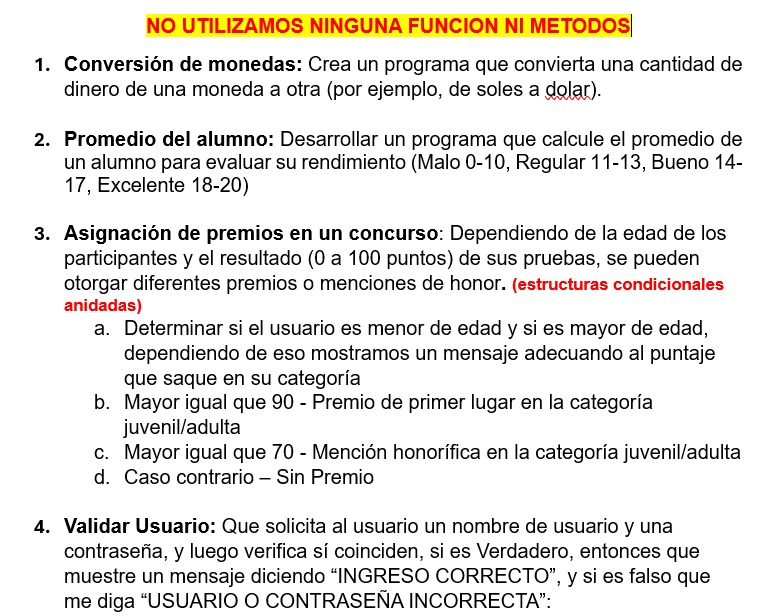 NO UTILIZAMOS NINGUNA FUNCION NI METODOS
1. Conversión de monedas: Crea un programa que convierta una cantidad de
dinero de una moneda a otra (por ejemplo, de soles a dolar).
2. Promedio del alumno: Desarrollar un programa que calcule el promedio de
un alumno para evaluar su rendimiento (Malo 0-10, Regular 11-13, Bueno 14-
17, Excelente 18-20)
3. Asignación de premios en un concurso: Dependiendo de la edad de los
participantes y el resultado (0 a 100 puntos) de sus pruebas, se pueden
otorgar diferentes premios o menciones de honor. (estructuras condicionales
anidadas)
a. Determinar si el usuario es menor de edad y si es mayor de edad,
dependiendo de eso mostramos un mensaje adecuando al puntaje
que saque en su categoría
b. Mayor igual que 90 - Premio de primer lugar en la categoría
juvenil/adulta
c. Mayor igual que 70 - Mención honorífica en la categoría juvenil/adulta
d. Caso contrario – Sin Premio
4. Validar Usuario: Que solicita al usuario un nombre de usuario y una
contraseña, y luego verifica sí coinciden, si es Verdadero, entonces que
muestre un mensaje diciendo “INGRESO CORRECTO”, y si es falso que
me diga “USUARIO O CONTRASEÑA INCORRECTA”: